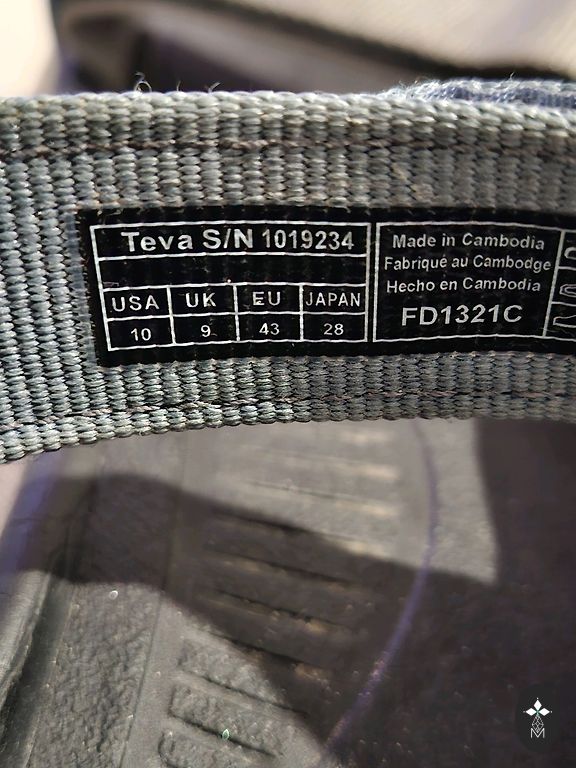 Teva S/N 1019234
USA UK EU JAPAN
10 9 43 28
Made in Cambodia
Fabriqué au Cambodge
Hecho en Cambodia
FD1321C